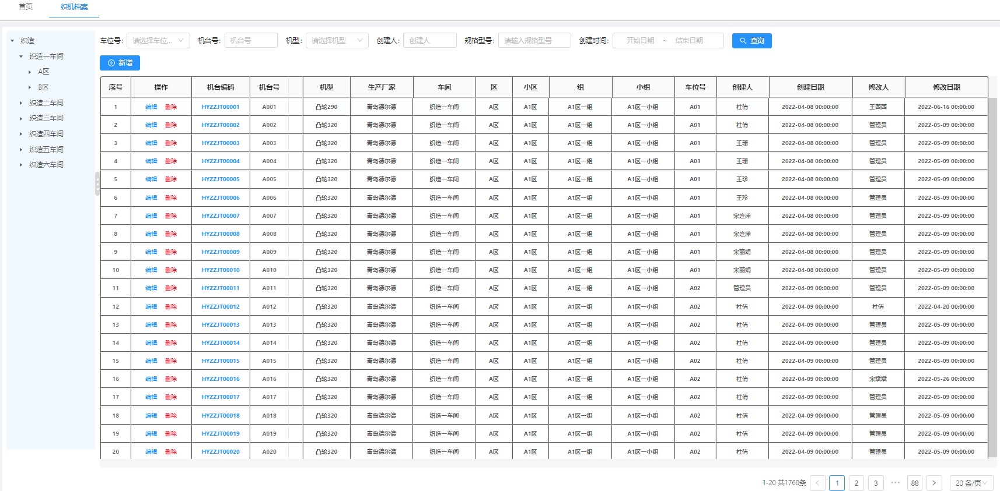 首页 织机档案
织造
织造一车间
A区
B区
织造二车间
织造三车间
织造四车间
织造五车间
织造六车间
车位号: 请选择车位... 机台号: 机台号 机型: 请选择机型 创建人: 创建人 规格型号: 请输入规格型号 创建时间: 开始日期 ~ 结束日期 查询
新增
序号 操作 机台编码 机台号 机型 生产厂家 车间 区 小区 组 小组 车位号 创建人 创建日期 修改人 修改日期
1 编辑 删除 HYZZJT00001 A001 凸轮290 青岛德尔德 织造一车间 A区 A1区 A1区一组 A1区一小组 A01 杜倩 2022-04-08 00:00:00 王西西 2022-06-16 00:00:00
2 编辑 删除 HYZZJT00002 A002 凸轮320 青岛德尔德 织造一车间 A区 A1区 A1区一组 A1区一小组 A01 杜倩 2022-04-08 00:00:00 管理员 2022-05-09 00:00:00
3 编辑 删除 HYZZJT00003 A003 凸轮320 青岛德尔德 织造一车间 A区 A1区 A1区一组 A1区一小组 A01 王珊 2022-04-08 00:00:00 管理员 2022-05-09 00:00:00
4 编辑 删除 HYZZJT00004 A004 凸轮320 青岛德尔德 织造一车间 A区 A1区 A1区一组 A1区一小组 A01 王珊 2022-04-08 00:00:00 管理员 2022-05-09 00:00:00
5 编辑 删除 HYZZJT00005 A005 凸轮320 青岛德尔德 织造一车间 A区 A1区 A1区一组 A1区一小组 A01 王珍 2022-04-08 00:00:00 管理员 2022-05-09 00:00:00
6 编辑 删除 HYZZJT00006 A006 凸轮320 青岛德尔德 织造一车间 A区 A1区 A1区一组 A1区一小组 A01 王珍 2022-04-08 00:00:00 管理员 2022-05-09 00:00:00
7 编辑 删除 HYZZJT00007 A007 凸轮320 青岛德尔德 织造一车间 A区 A1区 A1区一组 A1区一小组 A01 宋连萍 2022-04-08 00:00:00 管理员 2022-05-09 00:00:00
8 编辑 删除 HYZZJT00008 A008 凸轮320 青岛德尔德 织造一车间 A区 A1区 A1区一组 A1区一小组 A01 宋连萍 2022-04-08 00:00:00 管理员 2022-05-09 00:00:00
9 编辑 删除 HYZZJT00009 A009 凸轮320 青岛德尔德 织造一车间 A区 A1区 A1区一组 A1区一小组 A01 宋丽娟 2022-04-08 00:00:00 管理员 2022-05-09 00:00:00
10 编辑 删除 HYZZJT00010 A010 凸轮320 青岛德尔德 织造一车间 A区 A1区 A1区一组 A1区一小组 A01 宋丽娟 2022-04-08 00:00:00 管理员 2022-05-09 00:00:00
11 编辑 删除 HYZZJT00011 A011 凸轮320 青岛德尔德 织造一车间 A区 A1区 A1区一组 A1区一小组 A02 管理员 2022-04-09 00:00:00 管理员 2022-05-09 00:00:00
12 编辑 删除 HYZZJT00012 A012 凸轮320 青岛德尔德 织造一车间 A区 A1区 A1区一组 A1区一小组 A02 杜倩 2022-04-09 00:00:00 杜倩 2022-04-20 00:00:00
13 编辑 删除 HYZZJT00013 A013 凸轮320 青岛德尔德 织造一车间 A区 A1区 A1区一组 A1区一小组 A02 杜倩 2022-04-09 00:00:00 管理员 2022-05-09 00:00:00
14 编辑 删除 HYZZJT00014 A014 凸轮320 青岛德尔德 织造一车间 A区 A1区 A1区一组 A1区一小组 A02 杜倩 2022-04-09 00:00:00 管理员 2022-05-09 00:00:00
15 编辑 删除 HYZZJT00015 A015 凸轮320 青岛德尔德 织造一车间 A区 A1区 A1区一组 A1区一小组 A02 杜倩 2022-04-09 00:00:00 管理员 2022-05-09 00:00:00
16 编辑 删除 HYZZJT00016 A016 凸轮320 青岛德尔德 织造一车间 A区 A1区 A1区一组 A1区一小组 A02 杜倩 2022-04-09 00:00:00 宋斌斌 2022-05-26 00:00:00
17 编辑 删除 HYZZJT00017 A017 凸轮320 青岛德尔德 织造一车间 A区 A1区 A1区一组 A1区一小组 A02 杜倩 2022-04-09 00:00:00 管理员 2022-05-09 00:00:00
18 编辑 删除 HYZZJT00018 A018 凸轮320 青岛德尔德 织造一车间 A区 A1区 A1区一组 A1区一小组 A02 杜倩 2022-04-09 00:00:00 管理员 2022-05-09 00:00:00
19 编辑 删除 HYZZJT00019 A019 凸轮320 青岛德尔德 织造一车间 A区 A1区 A1区一组 A1区一小组 A02 杜倩 2022-04-09 00:00:00 管理员 2022-05-09 00:00:00
20 编辑 删除 HYZZJT00020 A020 凸轮320 青岛德尔德 织造一车间 A区 A1区 A1区一组 A1区一小组 A02 杜倩 2022-04-09 00:00:00 管理员 2022-05-09 00:00:00
1-20 共1760条 < 1 2 3 ••• 88 > 20 条/页